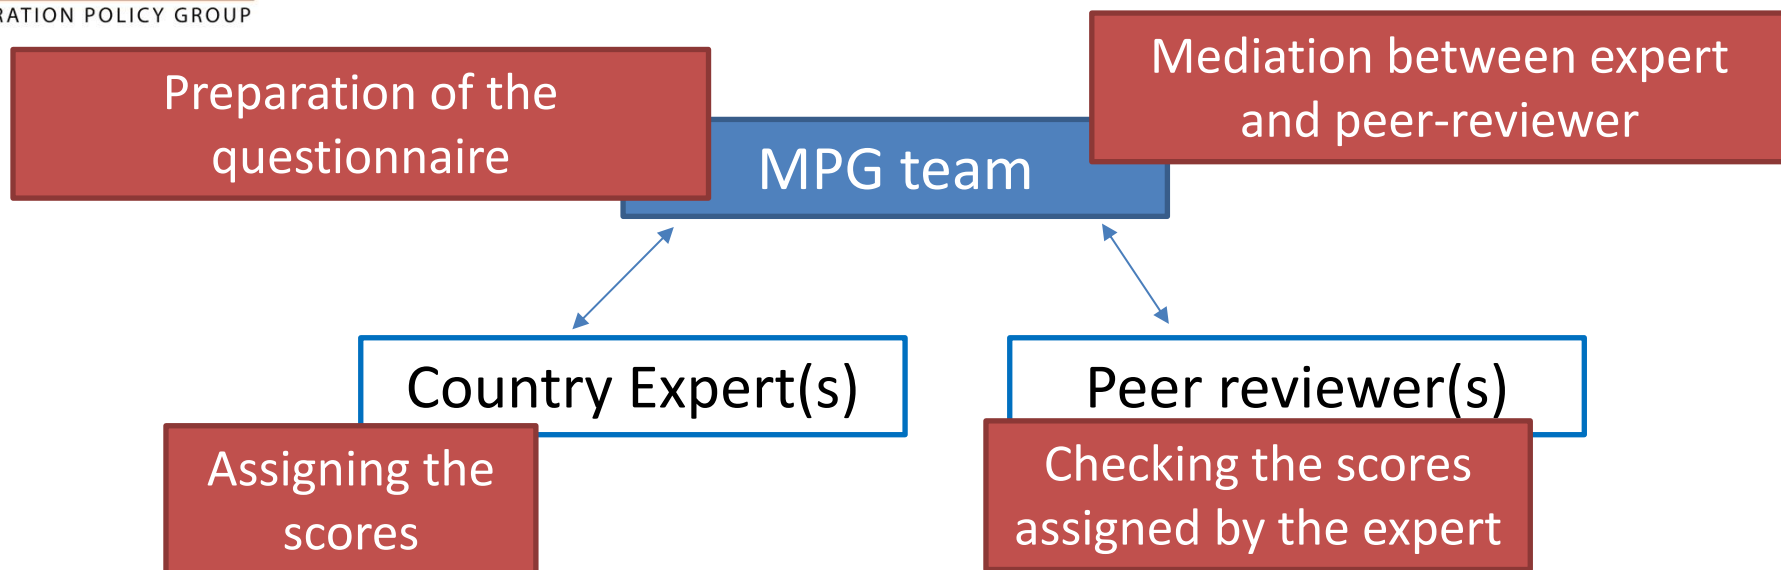 RATION POLICY GROUP
Preparation of the
questionnaire
Mediation between expert
and peer-reviewer
MPG team
Country Expert(s)
Peer reviewer(s)
Assigning the
scores
Checking the scores
assigned by the expert